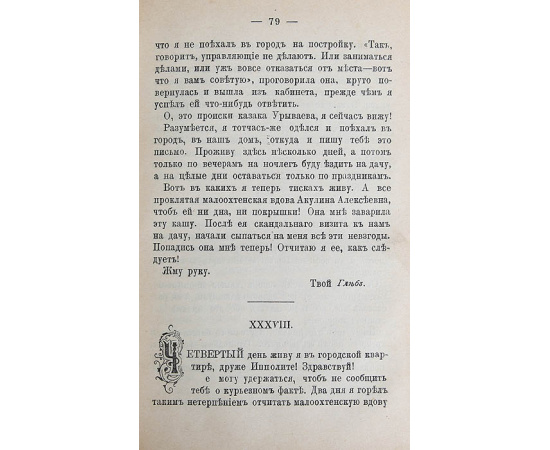 — 79 —
что я не поѣхалъ въ городъ на постройку. «Такъ,
говоритъ, управляющіе не дѣлаютъ. Или заниматься
дѣлами, или ужъ вовсе отказаться отъ мѣста—вотъ
что я вамъ совѣтую», проговорила она, круто по-
вернулась и вышла изъ кабинета, прежде чѣмъ я
успѣлъ ей что-нибудь отвѣтить.
О, это происки казака Урываева, я сейчасъ вижу!
Разумѣется, я тотчасъ-же одѣлся и поѣхалъ въ
городъ, въ нашъ домъ, откуда и пишу тебѣ это
письмо. Проживу здѣсь нѣсколько дней, а потомъ
только по вечерамъ на ночлегъ буду ѣздить на дачу,
а на цѣлые дни оставаться только по праздникамъ.
Вотъ въ какихъ я теперь тискахъ живу. А все
проклятая малоохтенская вдова Акулина Алексѣевна,
чтобъ ей ни дна, ни покрышки! Она мнѣ заварила
эту кашу. Послѣ ея скандальнаго визита къ намъ
на дачу, начали сыпаться на меня всѣ эти невзгоды.
Попадись она мнѣ теперь! Отчитаю я ее, какъ слѣ-
дуетъ!
Жму руку.
Твой Глѣбъ.
XXXVIII.
ЧЕТВЕРТЫЙ день живу я въ городской квар-
тирѣ, друже Ипполите! Здравствуй!
е могу удержаться, чтобъ не сообщить
тебѣ о курьезномъ фактѣ. Два дня я горѣлъ
такимъ нетерпѣніемъ отчитать малоохтенскую вдову